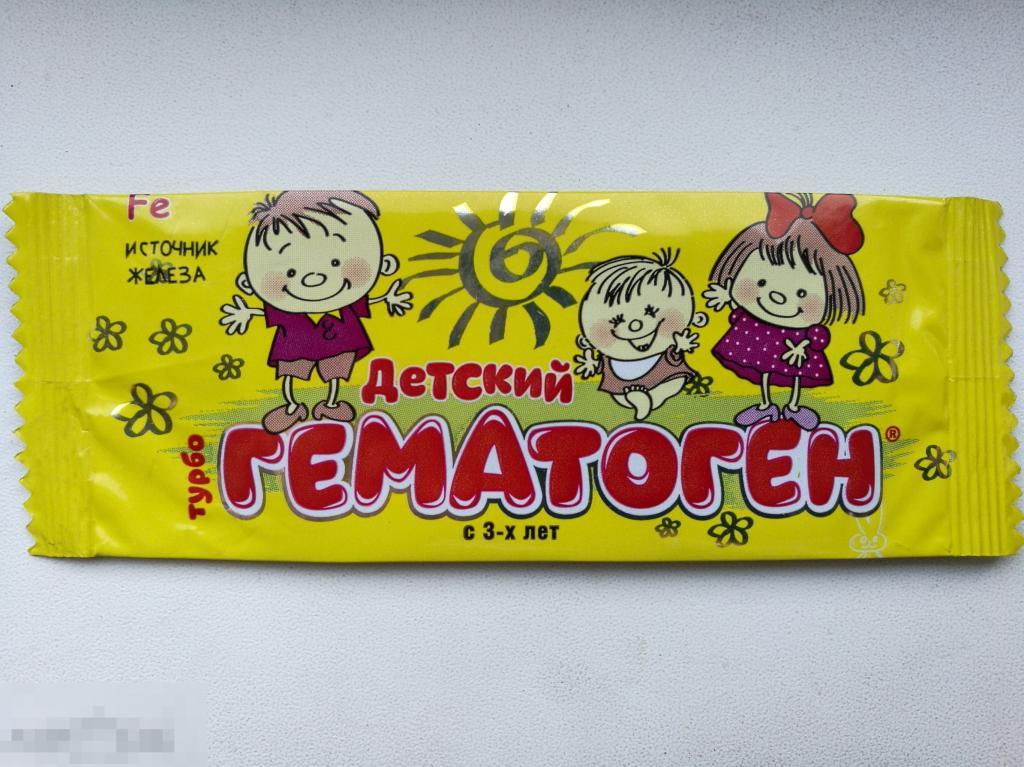 Fe
ИСТОЧНИК
ЖЕЛЕЗА
Детский
турбо
ГЕМАТОГЕН®
с 3-х лет